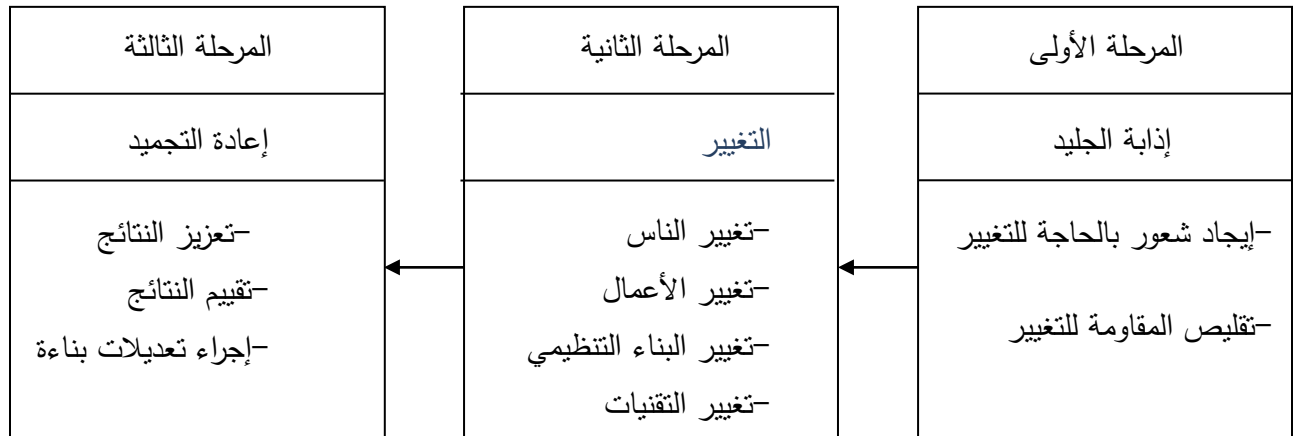 المرحلة الأولى
إذابة الجليد
-إيجاد شعور بالحاجة للتغيير
-تقليص المقاومة للتغيير
المرحلة الثانية
التغيير
-تغيير الناس
-تغيير الأعمال
-تغيير البناء التنظيمي
-تغيير التقنيات
المرحلة الثالثة
إعادة التجميد
-تعزيز النتائج
-تقييم النتائج
-إجراء تعديلات بناءة